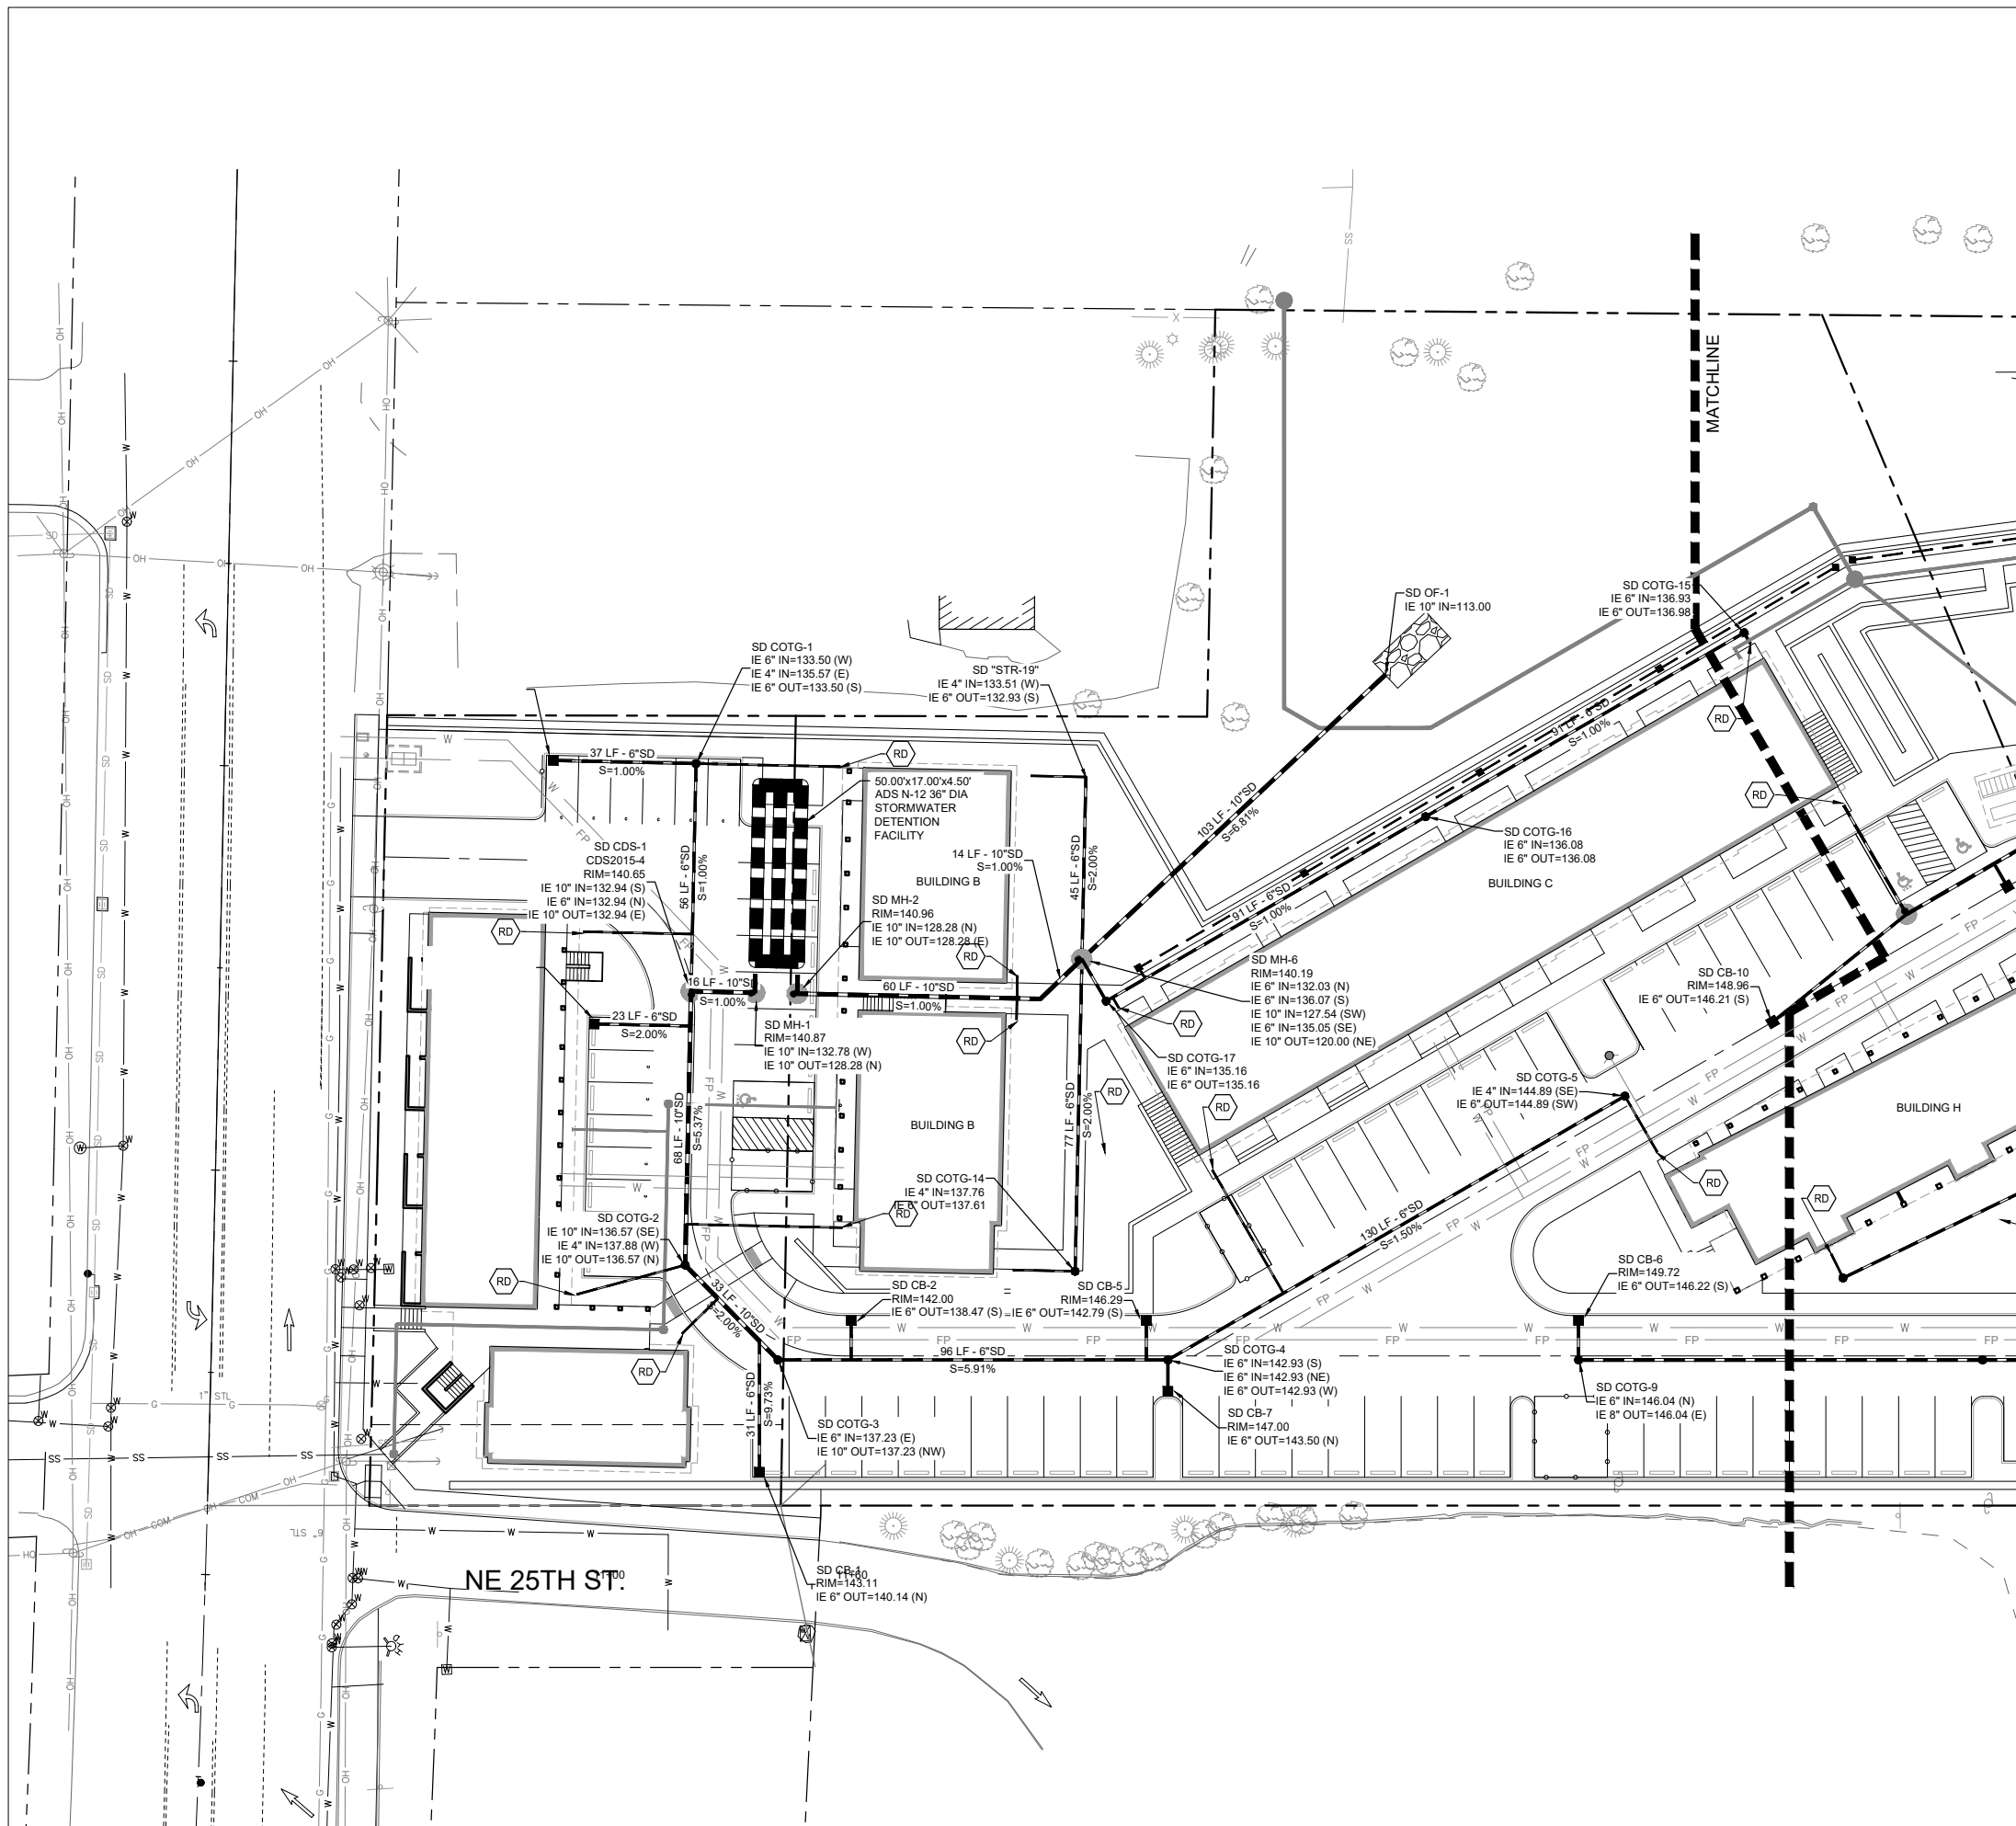 MATCHLINE
SD OF-1
IE 10" IN=113.00
SD COTG-15
IE 6" IN=136.93
IE 6" OUT=136.98
SD COTG-1
IE 6" IN=133.50 (W)
IE 4" IN=135.57 (E)
IE 6" OUT=133.50 (S)
SD "STR-19"
IE 4" IN=133.51 (W)
IE 6" OUT=132.93 (S)
91 LF - 6"SD
S=1.00%
RD
37 LF - 6"SD
S=1.00%
RD
50.00'x17.00'x4.50'
ADS N-12 36" DIA
STORMWATER
DETENTION
FACILITY
103 LF - 10"SD
S=6.81%
RD
SD COTG-16
IE 6" IN=136.08
IE 6" OUT=136.08
SD CDS-1
CDS2015-4
RIM=140.65
IE 10" IN=132.94 (S)
IE 6" IN=132.94 (N)
IE 10" OUT=132.94 (E)
56 LF - 6"SD
S=1.00%
14 LF - 10"SD
S=1.00%
45 LF - 6"SD
S=2.00%
BUILDING B
BUILDING C
SD MH-2
RIM=140.96
IE 10" IN=128.28 (N)
IE 10" OUT=128.28 (E)
91 LF - 6"SD
S=1.00%
RD
RD
SD MH-6
RIM=140.19
IE 6" IN=132.03 (N)
IE 6" IN=136.07 (S)
IE 10" IN=127.54 (SW)
IE 6" IN=135.05 (SE)
IE 10" OUT=120.00 (NE)
SD CB-10
RIM=148.96
IE 6" OUT=146.21 (S)
16 LF - 10"SD
S=1.00%
60 LF - 10"SD
S=1.00%
23 LF - 6"SD
S=2.00%
RD
RD
SD MH-1
RIM=140.87
IE 10" IN=132.78 (W)
IE 10" OUT=128.28 (N)
SD COTG-17
IE 6" IN=135.16
IE 6" OUT=135.16
SD COTG-5
IE 4" IN=144.89 (SE)
IE 6" OUT=144.89 (SW)
RD
RD
BUILDING H
68 LF - 10"SD
S=5.37%
77 LF - 6"SD
S=2.00%
BUILDING B
SD COTG-14
IE 4" IN=137.76
IE 6" OUT=137.61
RD
RD
RD
SD COTG-2
IE 10" IN=136.57 (SE)
IE 4" IN=137.88 (W)
IE 10" OUT=136.57 (N)
130 LF - 6"SD
S=1.50%
RD
33 LF - 10"SD
S=2.00%
SD CB-2
RIM=142.00
IE 6" OUT=138.47 (S)
SD CB-5
RIM=146.29
IE 6" OUT=142.79 (S)
SD CB-6
RIM=149.72
IE 6" OUT=146.22 (S)
96 LF - 6"SD
S=5.91%
RD
SD COTG-4
IE 6" IN=142.93 (S)
IE 6" IN=142.93 (NE)
IE 6" OUT=142.93 (W)
SD COTG-9
IE 6" IN=146.04 (N)
IE 8" OUT=146.04 (E)
31 LF - 6"SD
S=9.73%
SD COTG-3
IE 6" IN=137.23 (E)
IE 10" OUT=137.23 (NW)
SD CB-7
RIM=147.00
IE 6" OUT=143.50 (N)
1" STL
6" STL
OH COM
NE 25TH ST.
SD CB-1
RIM=143.11
IE 6" OUT=140.14 (N)